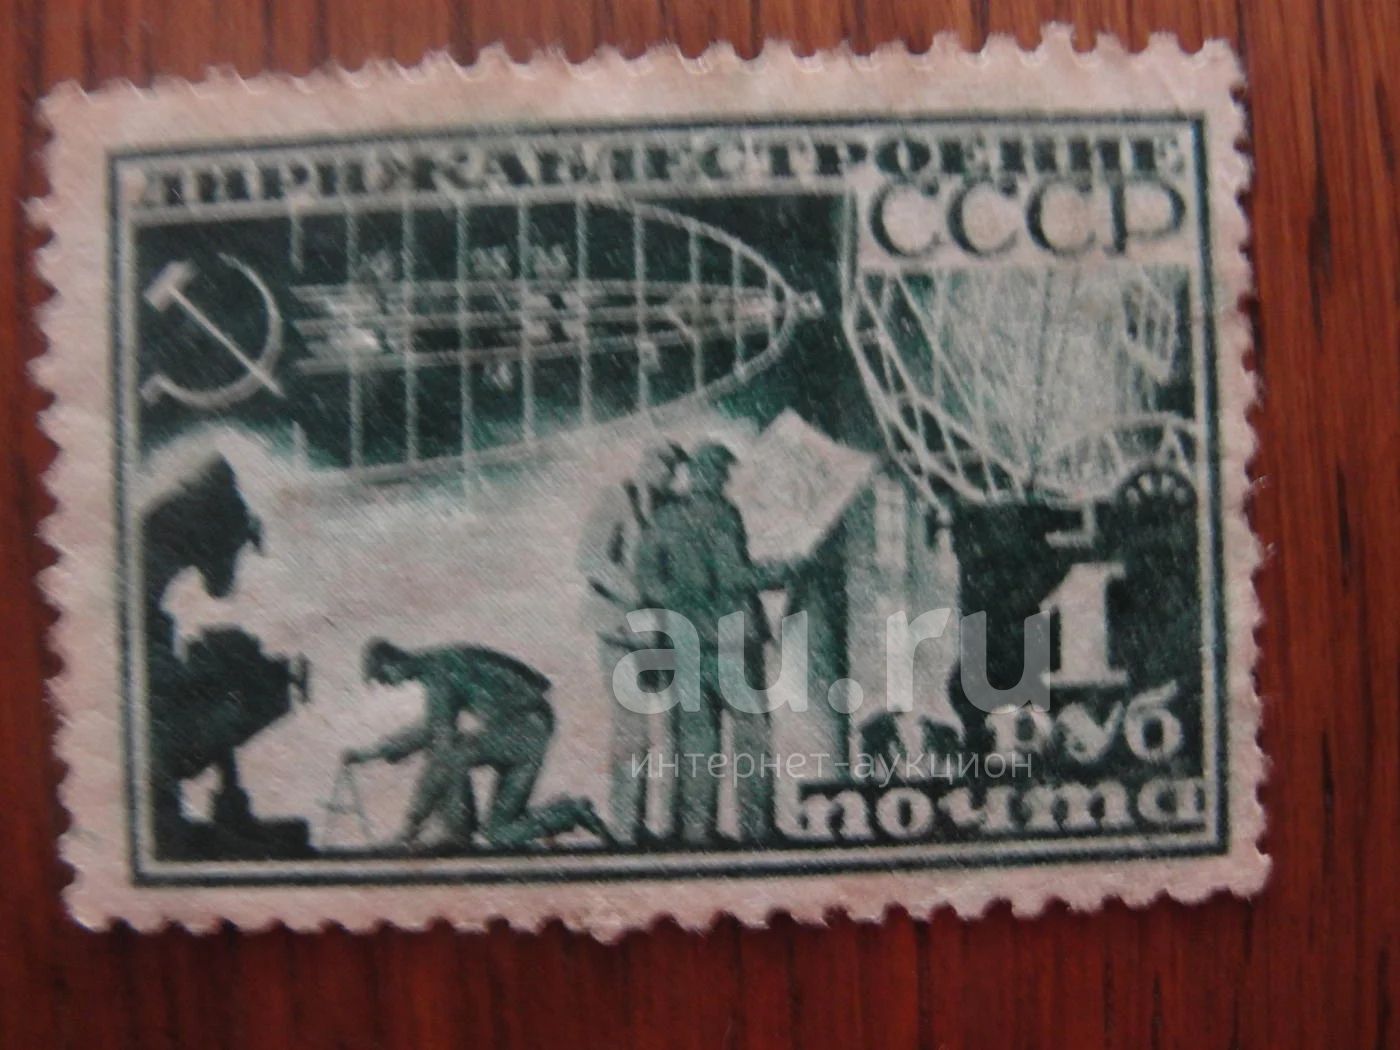 ДИРИЖАБЛЕСТРОЕНИЕ
СССР
1
руб
почта
au.ru
интернет-аукцион